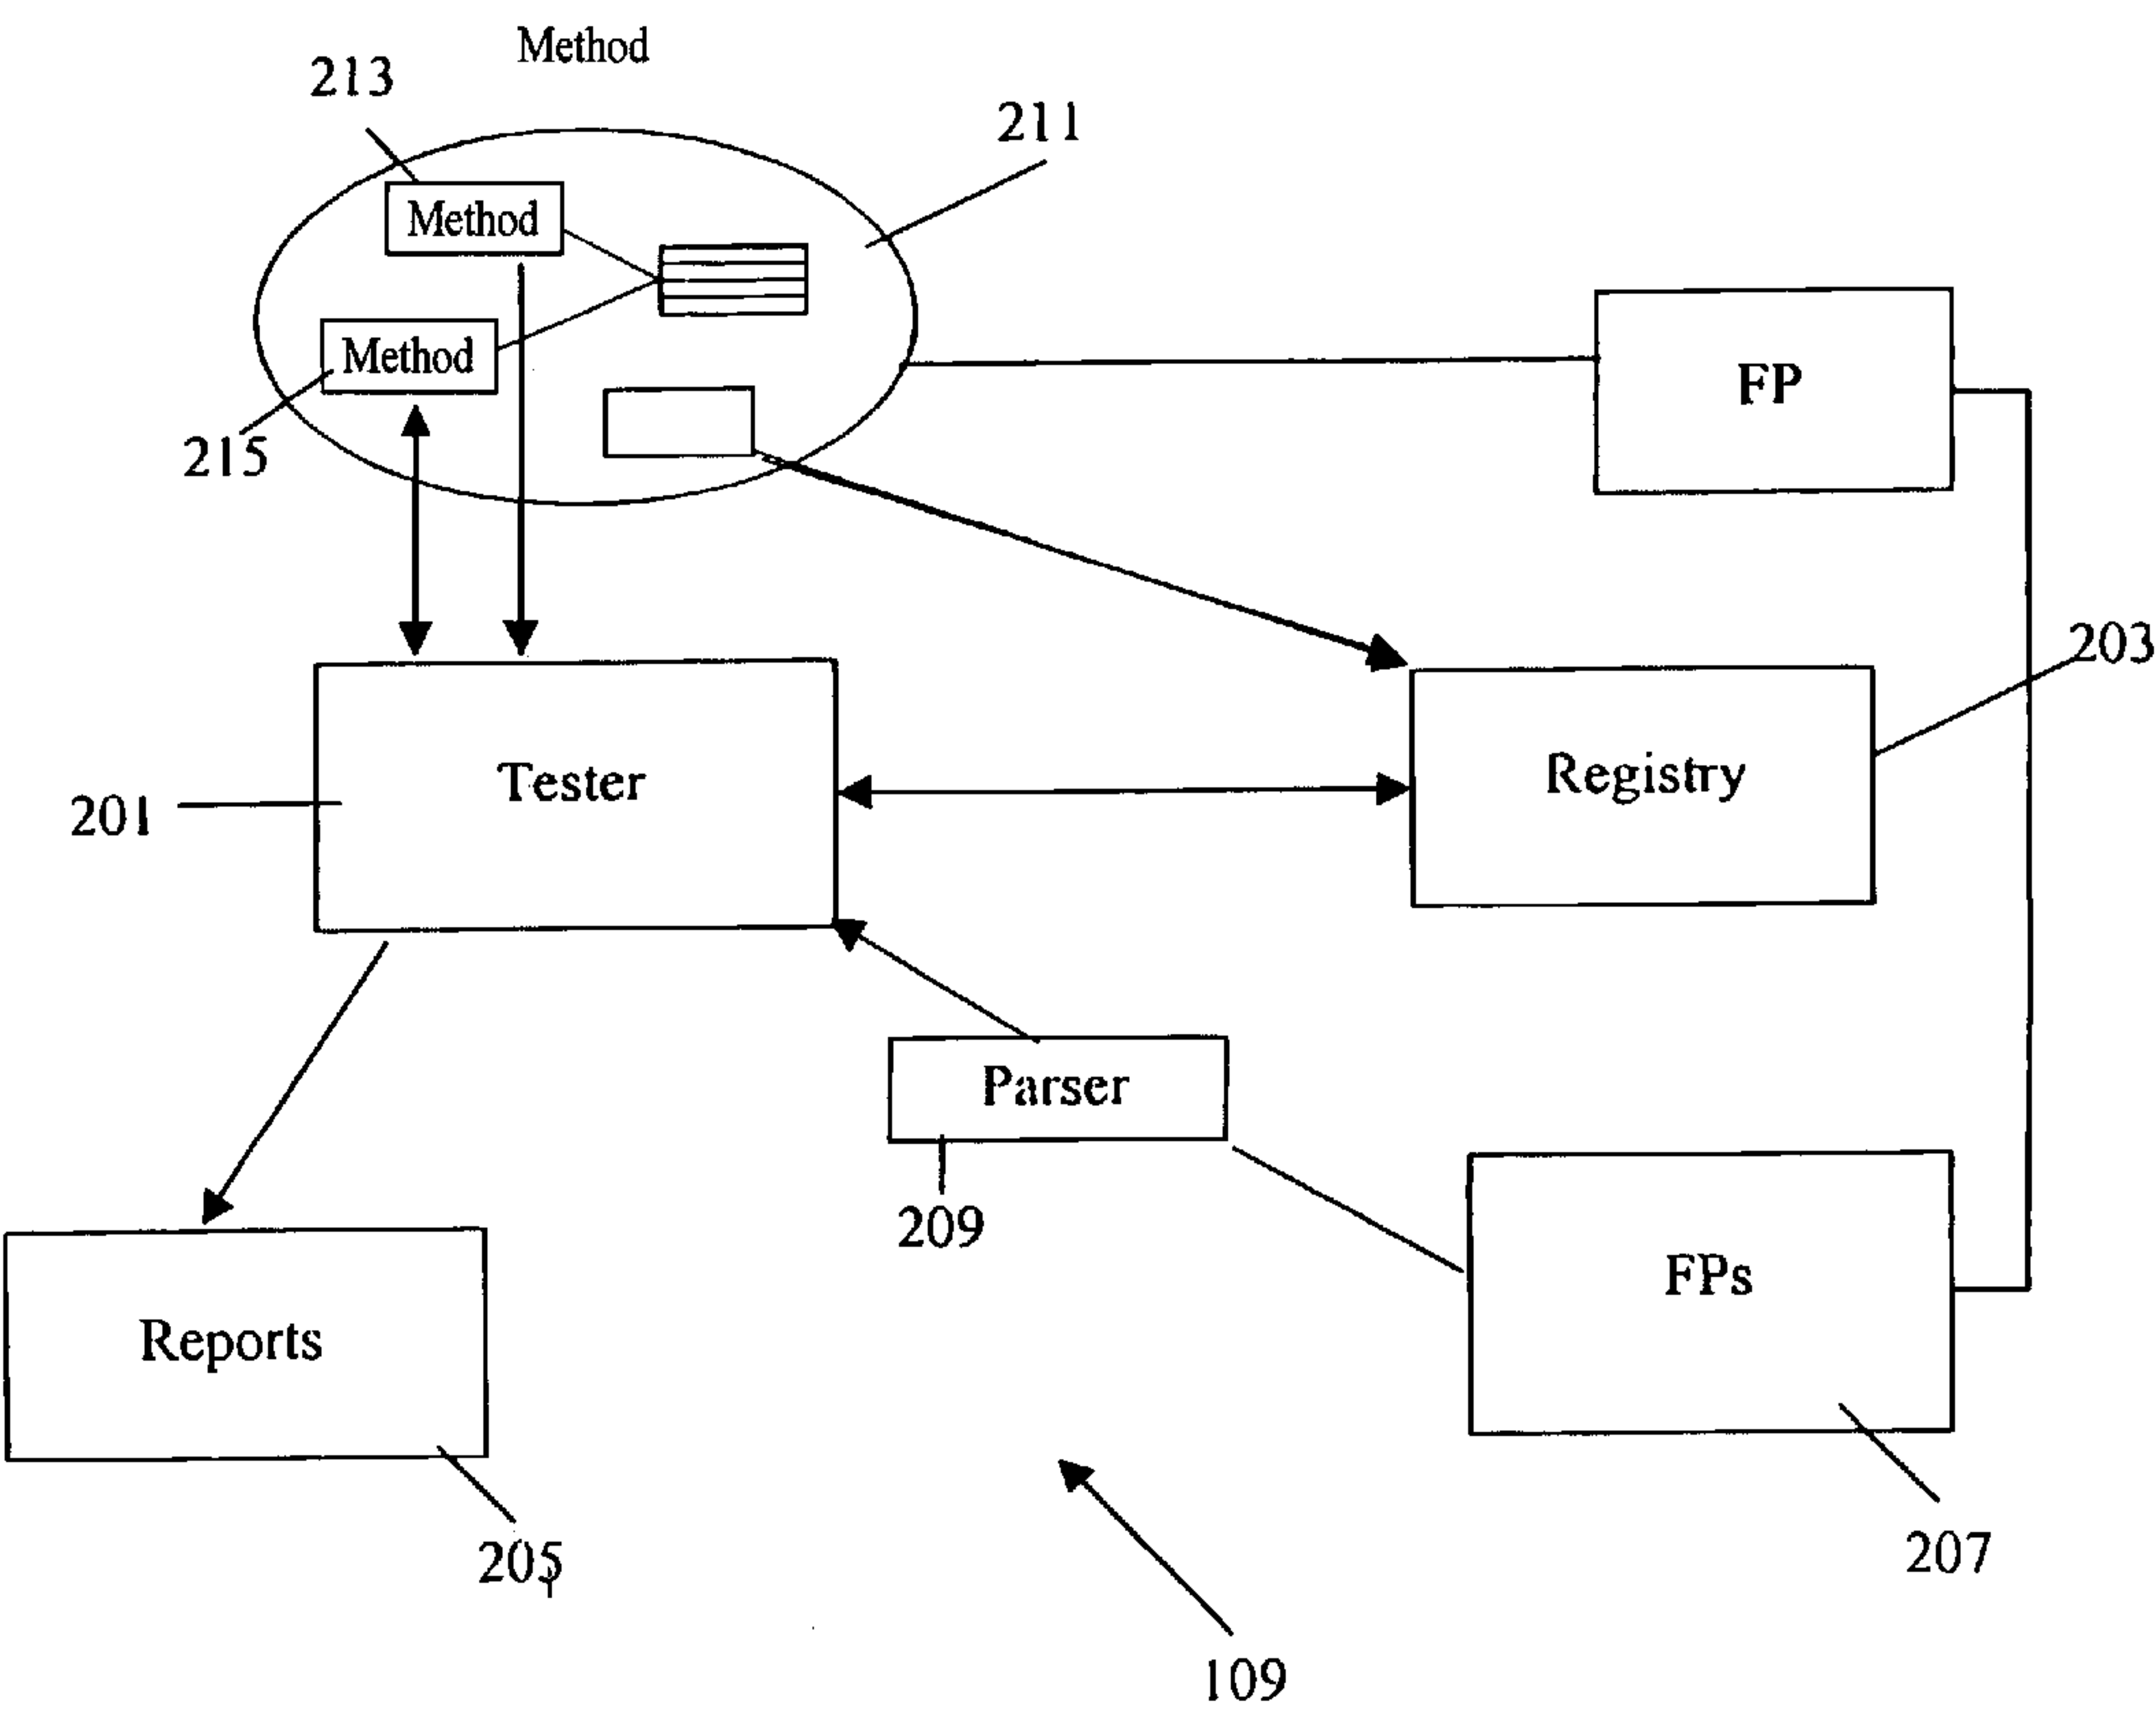 Method
213
211
Method
Method
215
FP
203
Tester
Registry
201
Parser
209
FPs
Reports
205
207
109